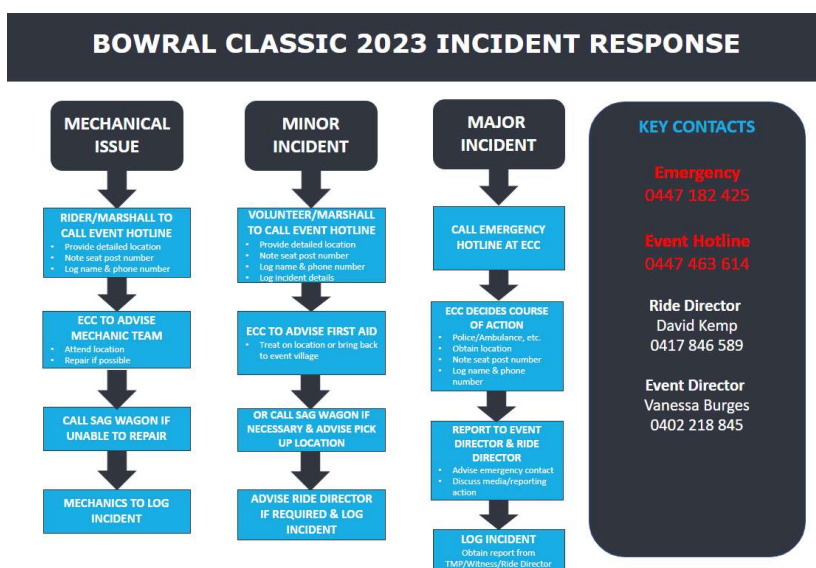 BOWRAL CLASSIC 2023 INCIDENT RESPONSE
MECHANICAL
ISSUE
RIDER/MARSHALL TO
CALL EVENT HOTLINE
• Provide detailed location
• Note seat post number
• Log name & phone number
ECC TO ADVISE
MECHANIC TEAM
• Attend location
• Repair if possible
CALL SAG WAGON IF
UNABLE TO REPAIR
MECHANICS TO LOG
INCIDENT
MINOR
INCIDENT
VOLUNTEER/MARSHALL
TO CALL EVENT HOTLINE
• Provide detailed location
• Note seat post number
• Log name & phone number
• Log incident details
ECC TO ADVISE FIRST AID
• Treat on location or bring back
to event village
OR CALL SAG WAGON IF
NECESSARY & ADVISE PICK
UP LOCATION
ADVISE RIDE DIRECTOR
IF REQUIRED & LOG
INCIDENT
MAJOR
INCIDENT
CALL EMERGENCY
HOTLINE AT ECC
ECC DECIDES COURSE
OF ACTION
• Police/Ambulance, etc.
• Obtain location
• Note seat post number
• Log name & phone
number
REPORT TO EVENT
DIRECTOR & RIDE
DIRECTOR
• Advise emergency contact
• Discuss media/reporting
action
LOG INCIDENT
Obtain report from
TMP/Witness/Ride Director
KEY CONTACTS
Emergency
0447 182 425
Event Hotline
0447 463 614
Ride Director
David Kemp
0417 846 589
Event Director
Vanessa Burges
0402 218 845